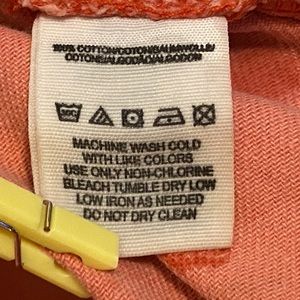 100% COTTON/COTON/BAUMWOLLE/
COTONE/ALGODÃO/ALGODON
MACHINE WASH COLD
WITH LIKE COLORS
USE ONLY NON-CHLORINE
BLEACH TUMBLE DRY LOW
LOW IRON AS NEEDED
DO NOT DRY CLEAN